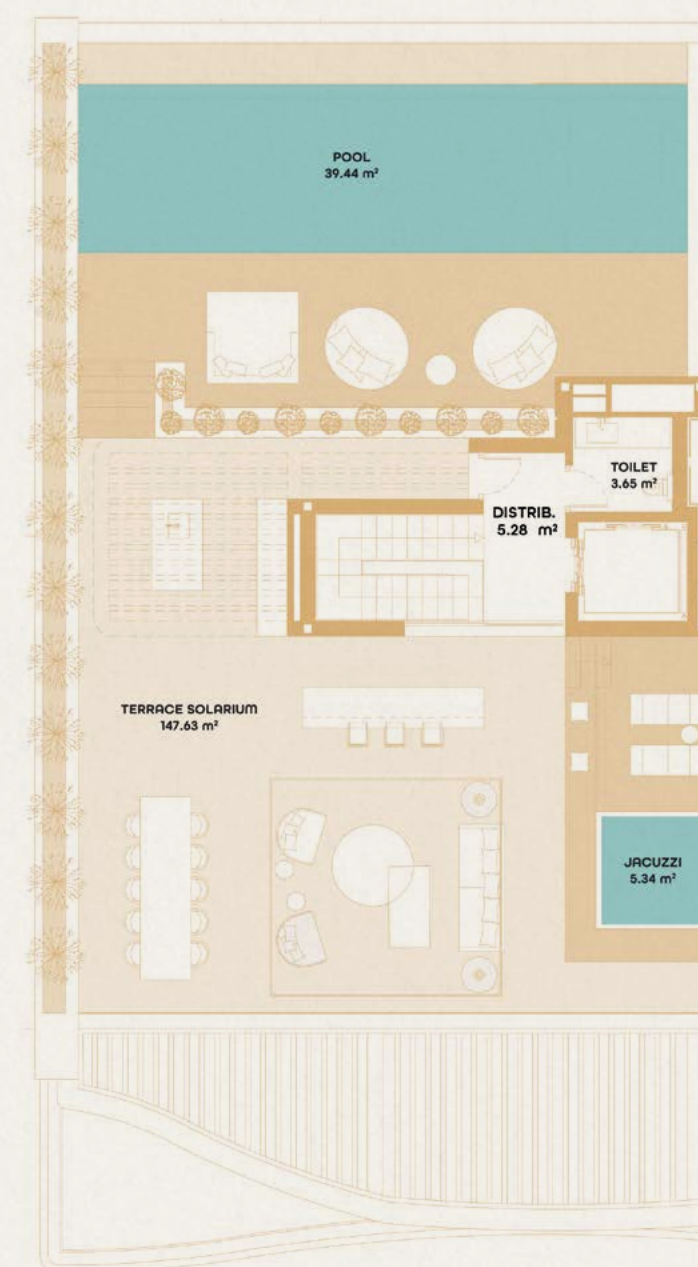 POOL
39.44 m²
TOILET
3.65 m²
DISTRIB.
5.28 m²
TERRACE SOLARIUM
147.63 m²
JACUZZI
5.34 m²